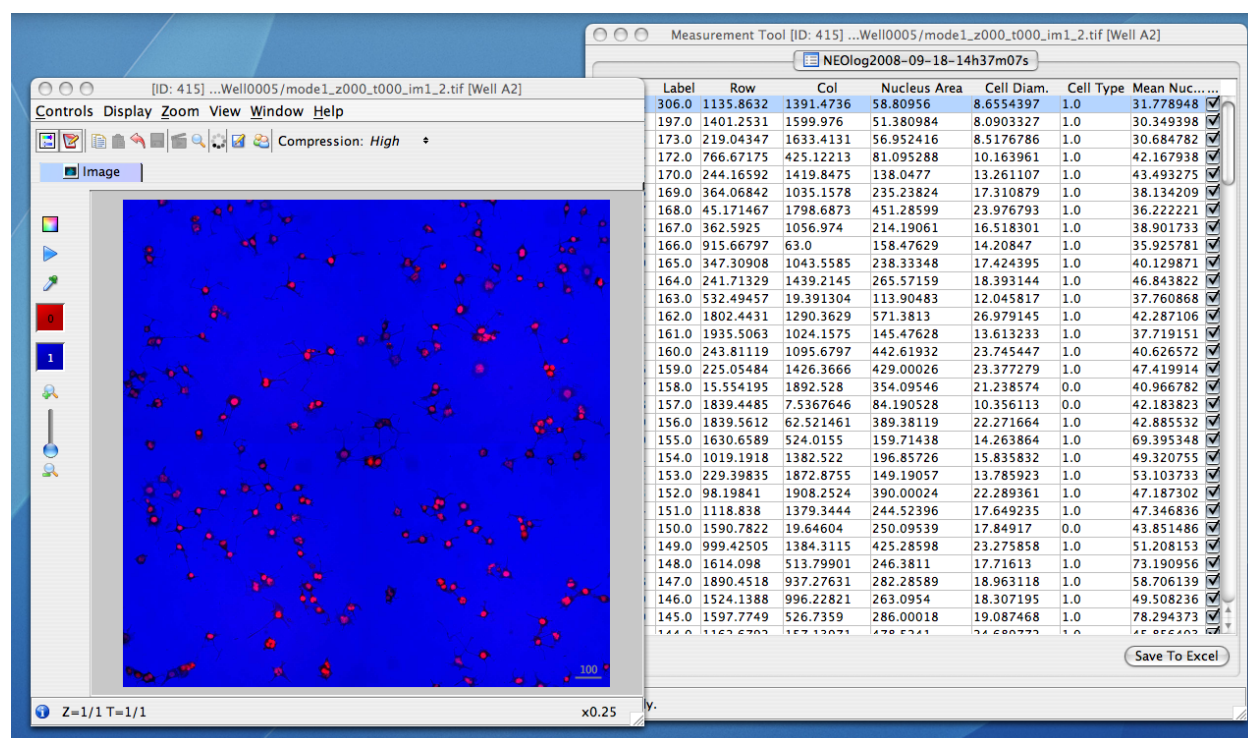 Measurement Tool [ID: 415] ...Well0005/mode1_z000_t000_im1_2.tif [Well A2]
NEOlog2008-09-18-14h37m07s
Label Row Col Nucleus Area Cell Diam. Cell Type Mean Nuc... ...
306.0 1135.8632 1391.4736 58.80956 8.6554397 1.0 31.778948
197.0 1401.2531 1599.976 51.380984 8.0903327 1.0 30.349398
173.0 219.04347 1633.4131 56.952416 8.5176786 1.0 30.684782
172.0 766.67175 425.12213 81.095288 10.163961 1.0 42.167938
170.0 244.16592 1419.8475 138.0477 13.261107 1.0 43.493275
169.0 364.06842 1035.1578 235.23824 17.310879 1.0 38.134209
168.0 45.171467 1798.6873 451.28599 23.976793 1.0 36.222221
167.0 362.5925 1056.974 214.19061 16.518301 1.0 38.901733
166.0 915.66797 63.0 158.47629 14.20847 1.0 35.925781
165.0 347.30908 1043.5585 238.33348 17.424395 1.0 40.129871
164.0 241.71329 1439.2145 265.57159 18.393144 1.0 46.843822
163.0 532.49457 19.391304 113.90483 12.045817 1.0 37.760868
162.0 1802.4431 1290.3629 571.3813 26.979145 1.0 42.287106
161.0 1935.5063 1024.1575 145.47628 13.613233 1.0 37.719151
160.0 243.81119 1095.6797 442.61932 23.745447 1.0 40.626572
159.0 225.05484 1426.3666 429.00026 23.377279 1.0 47.419914
158.0 15.554195 1892.528 354.09546 21.238574 0.0 40.966782
157.0 1839.4485 7.5367646 84.190528 10.356113 0.0 42.183823
156.0 1839.5612 62.521461 389.38119 22.271664 1.0 42.885532
155.0 1630.6989 524.0155 159.71438 14.263864 1.0 69.395348
154.0 1019.1918 1382.522 196.85726 15.835832 1.0 49.320755
153.0 229.39835 1872.8755 149.19057 13.785923 1.0 53.103733
152.0 98.19841 1908.2524 390.00024 22.289361 1.0 47.187302
151.0 1118.838 1379.3444 244.52396 17.649235 1.0 47.346836
150.0 1590.7822 19.64604 250.09539 17.84917 0.0 43.851486
149.0 999.42505 1384.3115 425.28598 23.275858 1.0 51.208153
148.0 1614.098 513.79901 246.3811 17.71613 1.0 73.190956
147.0 1890.4518 937.27631 282.28589 18.963118 1.0 58.706139
146.0 1524.1388 996.22821 263.0954 18.307195 1.0 49.508236
145.0 1597.7749 526.7359 286.00018 19.087468 1.0 78.294373
Save To Excel
ly.
[ID: 415] ...Well0005/mode1_z000_t000_im1_2.tif [Well A2]
Controls Display Zoom View Window Help
Compression: High
Image
0
1
100
Z=1/1 T=1/1 x0.25